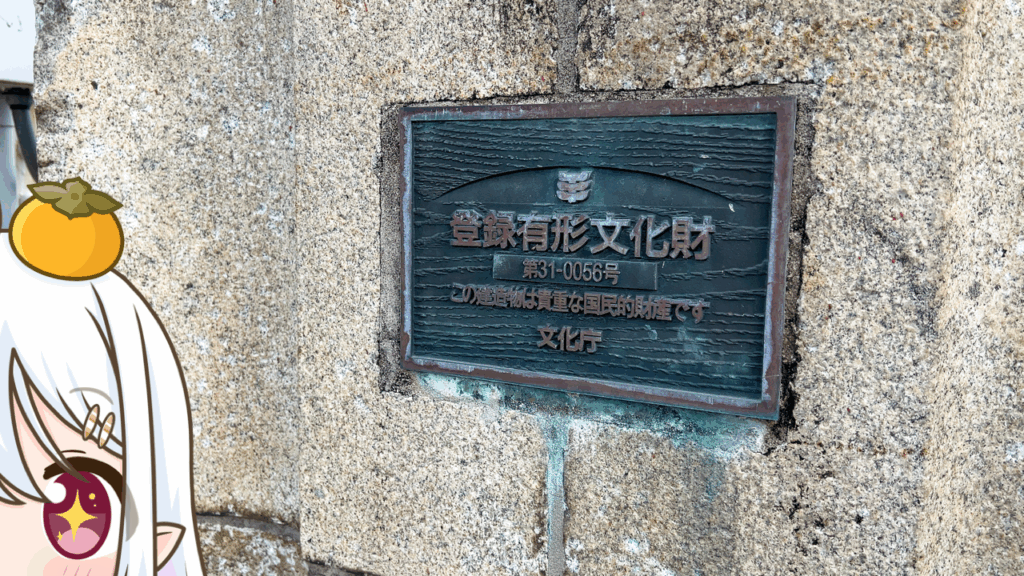 登録有形文化財
第31-0056号
この建造物は貴重な国民的財産です
文化庁